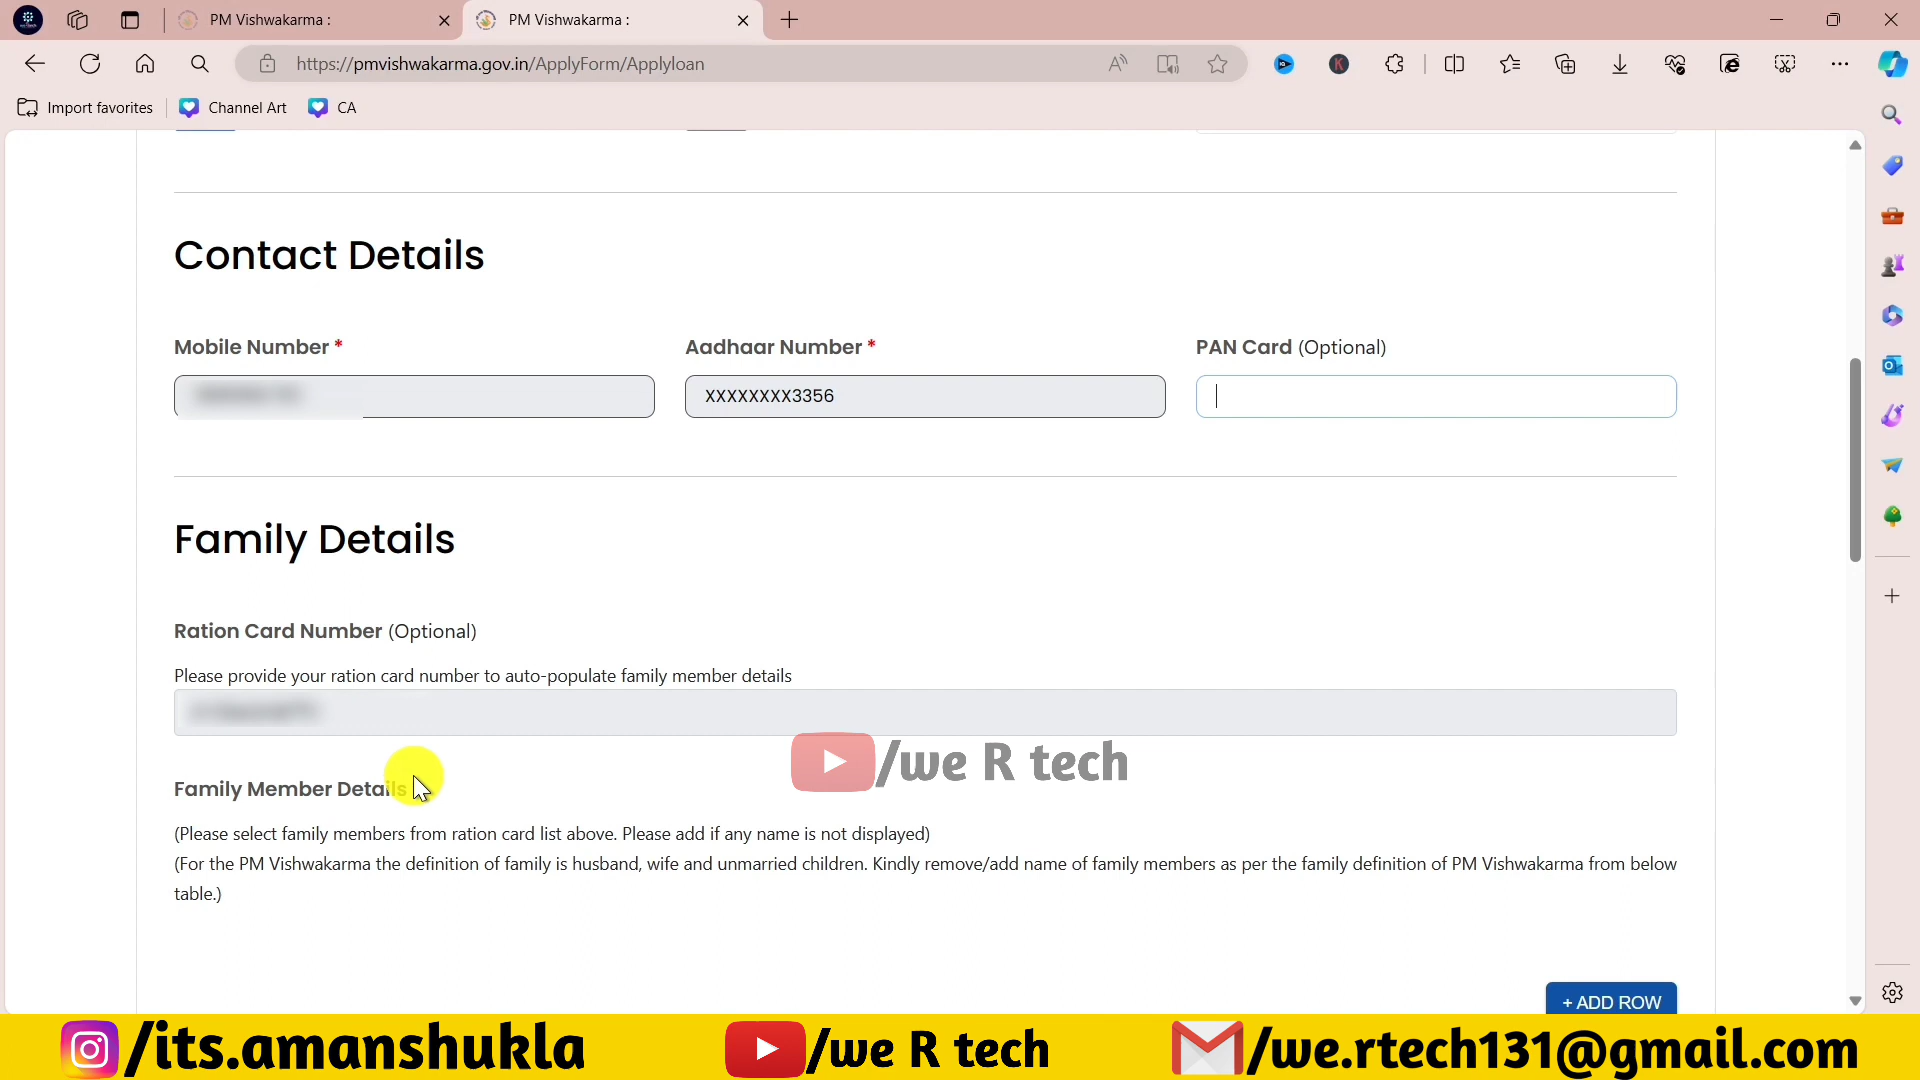 PM Vishwakarma :
PM Vishwakarma :
https://pmvishwakarma.gov.in/ApplyForm/Applyloan
Import favorites
Channel Art
CA
Contact Details
Mobile Number *
Aadhaar Number *
PAN Card (Optional)
XXXXXXXX3356
Family Details
Ration Card Number (Optional)
Please provide your ration card number to auto-populate family member details
/we R tech
Family Member Details
(Please select family members from ration card list above. Please add if any name is not displayed)
(For the PM Vishwakarma the definition of family is husband, wife and unmarried children. Kindly remove/add name of family members as per the family definition of PM Vishwakarma from below
table.)
+ ADD ROW
/its.amanshukla
/we R tech
/we.rtech131@gmail.com